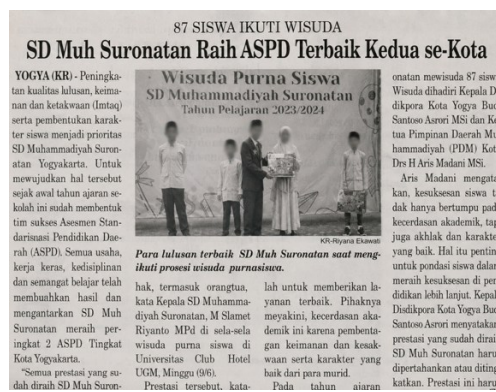 87 SISWA IKUTI WISUDA
SD Muh Suronatan Raih ASPD Terbaik Kedua se-Kota
YOGYA (KR) - Peningka-
tan kualitas lulusan, keima-
nan dan ketakwaan (Imtaq)
serta pembentukan karak-
ter siswa menjadi prioritas
SD Muhammadiyah Suron-
atan Yogyakarta. Untuk
mewujudkan hal tersebut
sejak awal tahun ajaran se-
kolah ini sudah membentuk
tim sukses Asesmen Stan-
darisasi Pendidikan Dae-
rah (ASPD). Semua usaha,
kerja keras, kedisiplinan
dan semangat belajar telah
membuahkan hasil dan
mengantarkan SD Muh
Suronatan meraih per-
ingkat 2 ASPD Tingkat
Kota Yogyakarta.
"Semua prestasi yang su-
dah diraih SD Muh Suron-
Wisuda Purna Siswa
SD Muhammadiyah Suronatan
Tahun Pelajaran 2023/2024
KR-Riyana Ekawati
Para lulusan terbaik SD Muh Suronatan saat meng-
ikuti prosesi wisuda purnasiswa.
hak, termasuk orangtua,
kata Kepala SD Muhamma-
diyah Suronatan, M Slamet
Riyanto MPd di sela-sela
wisuda purna siswa di
Universitas Club Hotel
UGM, Minggu (9/6).
Prestasi tersebut, kata-
lah untuk memberikan la-
yanan terbaik. Pihaknya
meyakini, kecerdasan aka-
demik ini karena pembenta-
gan keimanan dan kesak-
waan serta karakter yang
baik dari para murid.
Pada tahun ajaran
onatan mewisuda 87 sisw
Wisuda dihadiri Kepala D
dikpora Kota Yogya Bud
Santoso Asrori MSi dan Ke
tua Pimpinan Daerah Mu
hammadiyah (PDM) Kot
Drs H Aris Madani MSi.
Aris Madani mengata
kan, kesuksesan siswa t
dak hanya bertumpu pad
kecerdasan akademik, tap
juga akhlak dan karakte
yang baik. Hal itu pentin
untuk pondasi siswa dalam
meraih kesuksesan di pen
didikan lebih lanjut. Kepal
Disdikpora Kota Yogya Bud
Santoso Asrori menyataka
prestasi yang sudah dirai
SD Muh Suronatan haru
dipertahankan atau diting
katkan. Prestasi ini harus